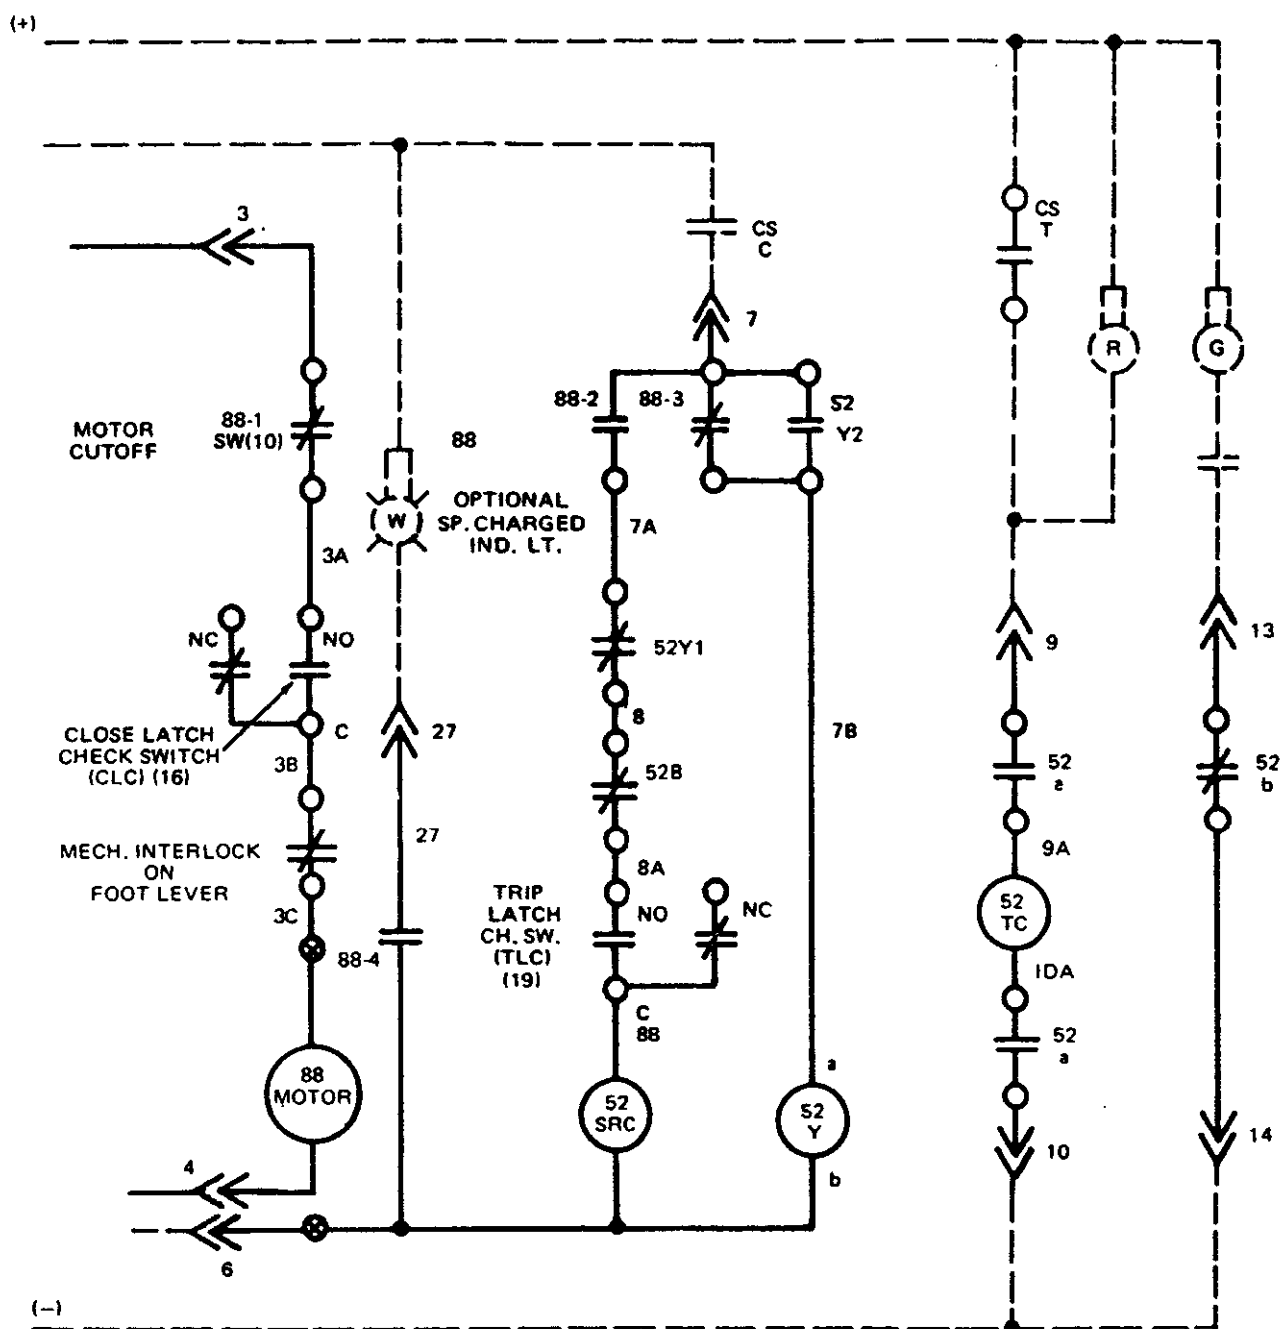 (+)
3
CS
C
CS
T
7
R
G
MOTOR
CUTOFF
88-1
SW(10)
88
W
OPTIONAL
SP. CHARGED
IND. LT.
88-2
88-3
S2
Y2
3A
7A
NC
NO
CLOSE LATCH
CHECK SWITCH
(CLC) (16)
C
3B
27
52Y1
8
52B
7B
9
13
52
a
52
b
MECH. INTERLOCK
ON
FOOT LEVER
3C
27
88-4
8A
TRIP
LATCH
CH. SW.
(TLC)
(19)
NO
NC
C
8B
9A
52
TC
IDA
52
a
88
MOTOR
52
SRC
a
52
Y
b
10
14
4
6
(−)